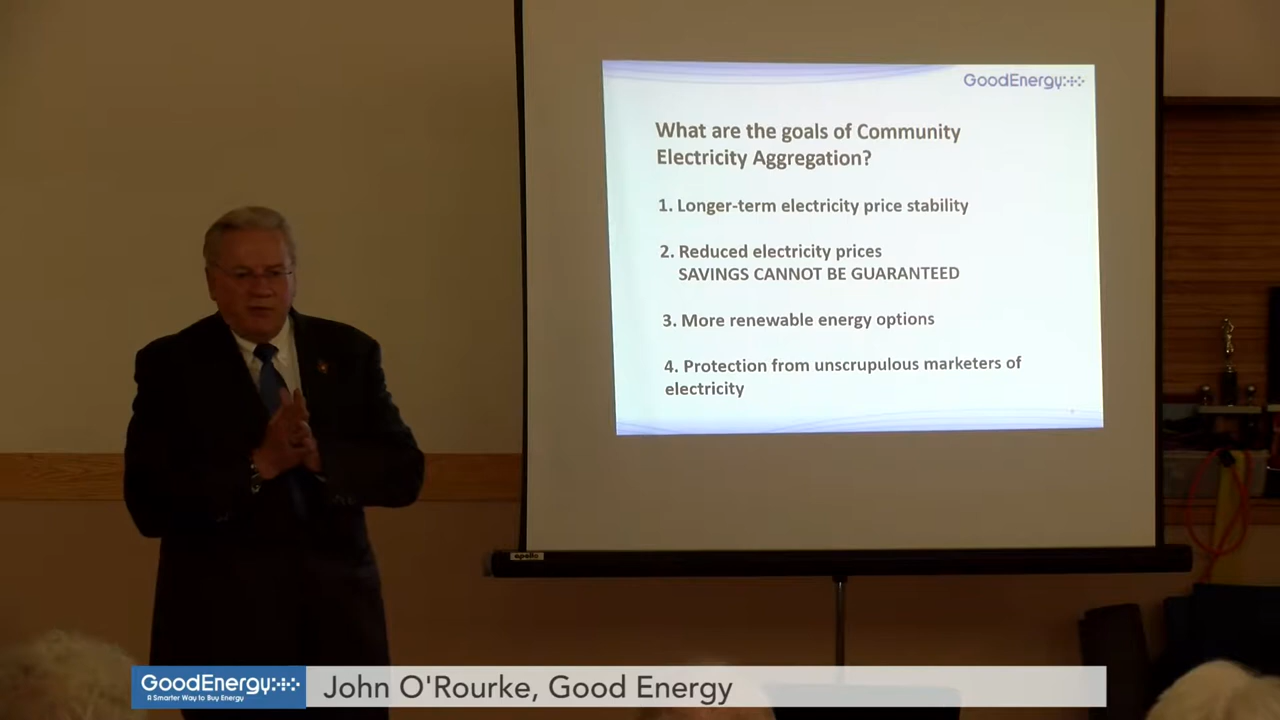 GoodEnergy
What are the goals of Community
Electricity Aggregation?
1. Longer-term electricity price stability
2. Reduced electricity prices
SAVINGS CANNOT BE GUARANTEED
3. More renewable energy options
4. Protection from unscrupulous marketers of
electricity
apollo
GoodEnergy
A Smarter Way to Buy Energy
John O'Rourke, Good Energy